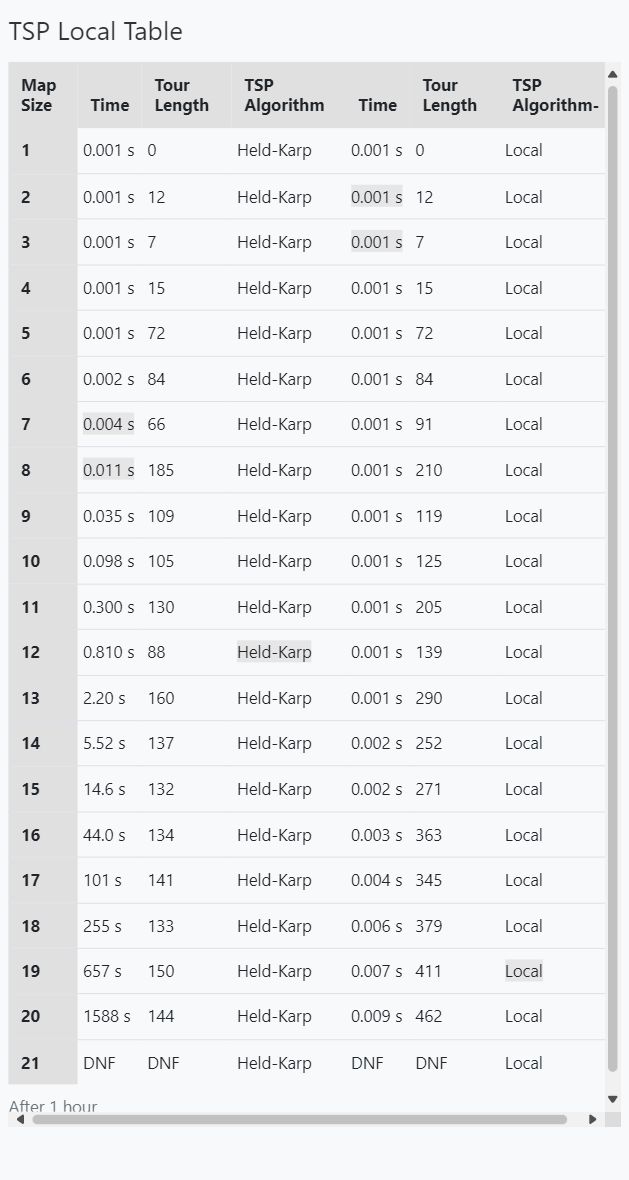 TSP Local Table
Map Size Time Tour Length TSP Algorithm Time Tour Length TSP Algorithm-
1 0.001 s 0 Held-Karp 0.001 s 0 Local
2 0.001 s 12 Held-Karp 0.001 s 12 Local
3 0.001 s 7 Held-Karp 0.001 s 7 Local
4 0.001 s 15 Held-Karp 0.001 s 15 Local
5 0.001 s 72 Held-Karp 0.001 s 72 Local
6 0.002 s 84 Held-Karp 0.001 s 84 Local
7 0.004 s 66 Held-Karp 0.001 s 91 Local
8 0.011 s 185 Held-Karp 0.001 s 210 Local
9 0.035 s 109 Held-Karp 0.001 s 119 Local
10 0.098 s 105 Held-Karp 0.001 s 125 Local
11 0.300 s 130 Held-Karp 0.001 s 205 Local
12 0.810 s 88 Held-Karp 0.001 s 139 Local
13 2.20 s 160 Held-Karp 0.001 s 290 Local
14 5.52 s 137 Held-Karp 0.002 s 252 Local
15 14.6 s 132 Held-Karp 0.002 s 271 Local
16 44.0 s 134 Held-Karp 0.003 s 363 Local
17 101 s 141 Held-Karp 0.004 s 345 Local
18 255 s 133 Held-Karp 0.006 s 379 Local
19 657 s 150 Held-Karp 0.007 s 411 Local
20 1588 s 144 Held-Karp 0.009 s 462 Local
21 DNF DNF Held-Karp DNF DNF Local
After 1 hour